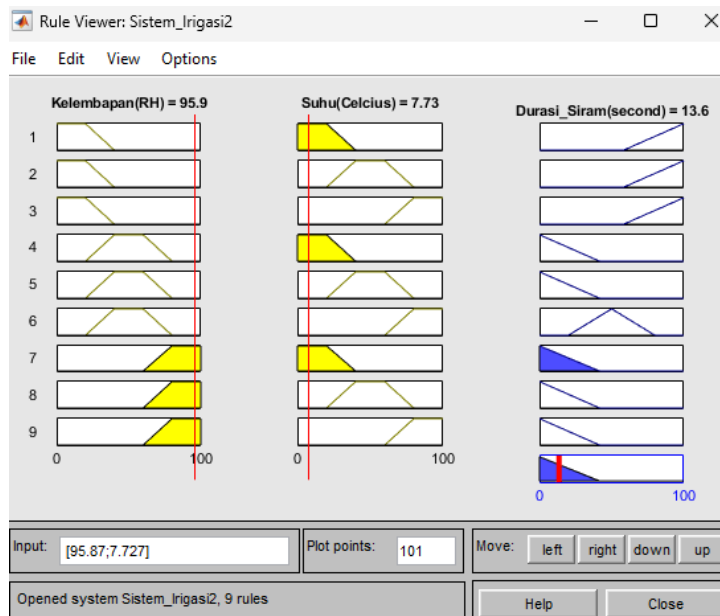 Rule Viewer: Sistem_Irigasi2
File Edit View Options
Kelembapan(RH) = 95.9 Suhu(Celcius) = 7.73 Durasi_Siram(second) = 13.6
1
2
3
4
5
6
7
8
9
0 100 0 100
0 100
Input: [95.87;7.727] Plot points: 101 Move: left right down up
Opened system Sistem_Irigasi2, 9 rules Help Close